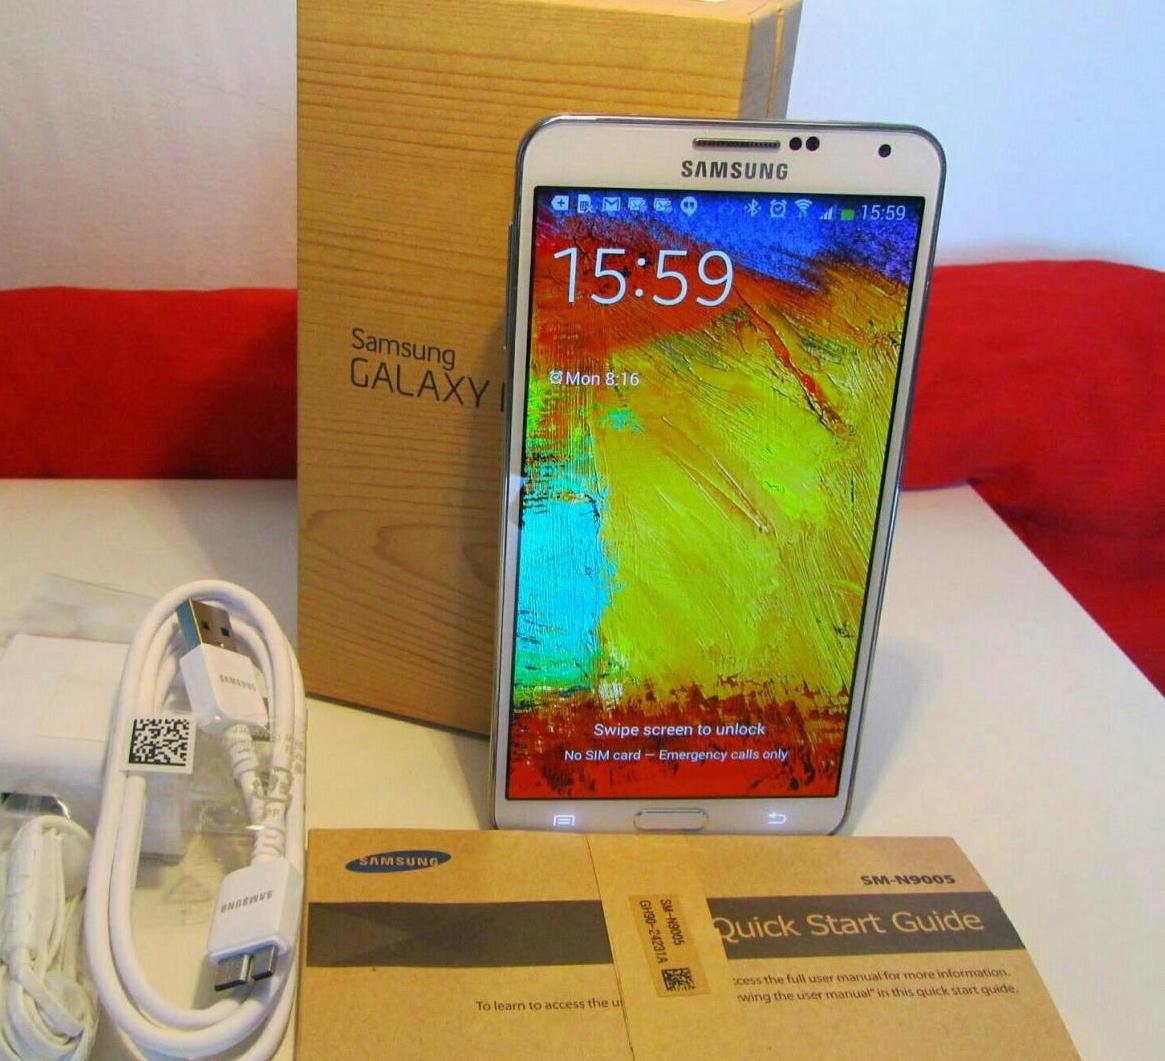 Samsung
GALAXY
SAMSUNG
15:59
15:59
Mon 8:16
Swipe screen to unlock
No SIM card — Emergency calls only
SAMSUNG
SAMSUNG
SAMSUNG
SM-N9005
Quick Start Guide
SM-N9005
GH90-24231A
To learn to access the
the full user manual for more information.
the user manual" in this quick start guide.